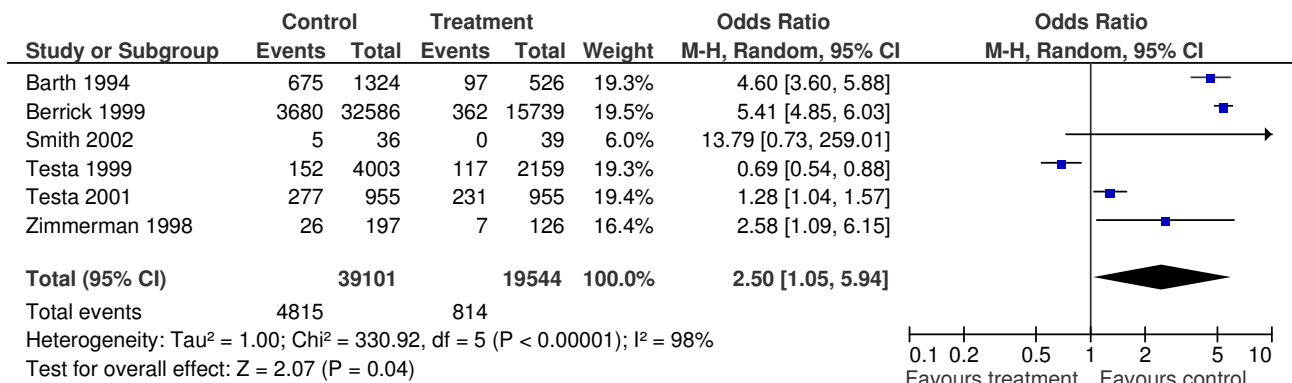 Control Treatment Odds Ratio Odds Ratio
Study or Subgroup Events Total Events Total Weight M-H, Random, 95% CI M-H, Random, 95% CI
Barth 1994 675 1324 97 526 19.3% 4.60 [3.60, 5.88]
Berrick 1999 3680 32586 362 15739 19.5% 5.41 [4.85, 6.03]
Smith 2002 5 36 0 39 6.0% 13.79 [0.73, 259.01]
Testa 1999 152 4003 117 2159 19.3% 0.69 [0.54, 0.88]
Testa 2001 277 955 231 955 19.4% 1.28 [1.04, 1.57]
Zimmerman 1998 26 197 7 126 16.4% 2.58 [1.09, 6.15]
Total (95% CI) 39101 19544 100.0% 2.50 [1.05, 5.94]
Total events 4815 814
Heterogeneity: Tau² = 1.00; Chi² = 330.92, df = 5 (P < 0.00001); I² = 98%
Test for overall effect: Z = 2.07 (P = 0.04)
0.1 0.2 0.5 1 2 5 10
Favours treatment Favours control